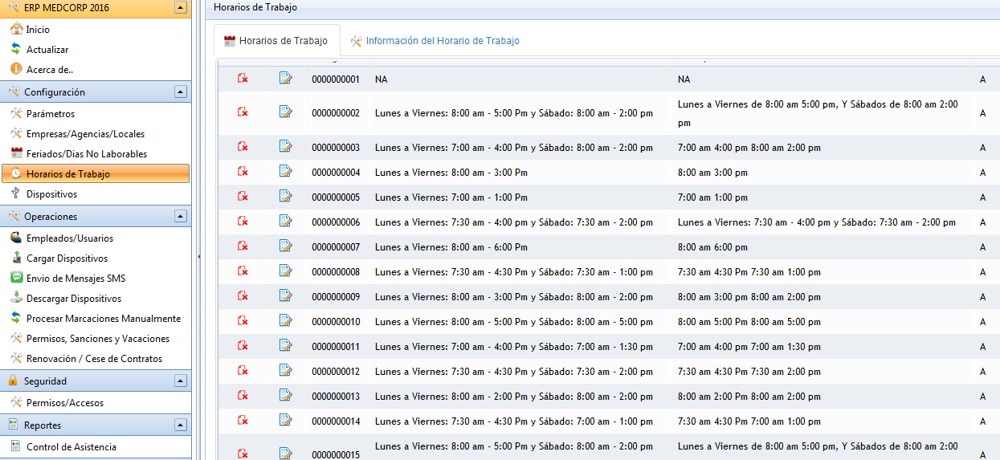 ERP MEDCORP 2016
Inicio
Actualizar
Acerca de..
Configuración
Parámetros
Empresas/Agencias/Locales
Feriados/Dias No Laborables
Horarios de Trabajo
Dispositivos
Operaciones
Empleados/Usuarios
Cargar Dispositivos
Envio de Mensajes SMS
Descargar Dispositivos
Procesar Marcaciones Manualmente
Permisos, Sanciones y Vacaciones
Renovación / Cese de Contratos
Seguridad
Permisos/Accesos
Reportes
Control de Asistencia
Horarios de Trabajo
Horarios de Trabajo Información del Horario de Trabajo
0000000001 NA NA A
0000000002 Lunes a Viernes: 8:00 am - 5:00 Pm y Sábado: 8:00 am - 2:00 pm Lunes a Viernes de 8:00 am 5:00 pm, Y Sábados de 8:00 am 2:00 A
pm
0000000003 Lunes a Viernes: 7:00 am - 4:00 Pm y Sábado: 8:00 am - 2:00 pm 7:00 am 4:00 pm 8:00 am 2:00 pm A
0000000004 Lunes a Viernes: 8:00 am - 3:00 Pm 8:00 am 3:00 pm A
0000000005 Lunes a Viernes: 7:00 am - 1:00 Pm 7:00 am 1:00 pm A
0000000006 Lunes a Viernes: 7:30 am - 4:00 pm y Sábado: 7:30 am - 2:00 pm Lunes a Viernes: 7:30 am - 4:00 pm y Sábado: 7:30 am - 2:00 pm A
0000000007 Lunes a Viernes: 8:00 am - 6:00 Pm 8:00 am 6:00 pm A
0000000008 Lunes a Viernes: 7:30 am - 4:30 Pm y Sábado: 7:30 am - 1:00 pm 7:30 am 4:30 Pm 7:30 am 1:00 pm A
0000000009 Lunes a Viernes: 8:00 am - 3:00 Pm y Sábado: 8:00 am - 2:00 pm 8:00 am 3:00 pm 8:00 am 2:00 pm A
0000000010 Lunes a Viernes: 8:00 am - 5:00 Pm y Sábado: 8:00 am - 5:00 pm 8:00 am 5:00 Pm 8:00 am 5:00 pm A
0000000011 Lunes a Viernes: 7:00 am - 4:00 Pm y Sábado: 7:00 am - 1:30 pm 7:00 am 4:00 pm 7:00 am 1:30 pm A
0000000012 Lunes a Viernes: 7:30 am - 4:30 Pm y Sábado: 7:30 am - 2:00 pm 7:30 am 4:30 Pm 7:30 am 2:00 pm A
0000000013 Lunes a Viernes: 8:00 am - 2:00 Pm y Sábado: 8:00 am - 2:00 pm 8:00 am 2:00 Pm 8:00 am 2:00 pm A
0000000014 Lunes a Viernes: 7:30 am - 4:30 Pm y Sábado: 7:00 am - 1:00 pm 7:30 am 4:30 Pm 7:00 am 1:00 pm A
0000000015 Lunes a Viernes: 8:00 am - 5:00 Pm y Sábado: 8:00 am - 2:00 pm Lunes a Viernes de 8:00 am 5:00 pm, Y Sábados de 8:00 am 2:00 A